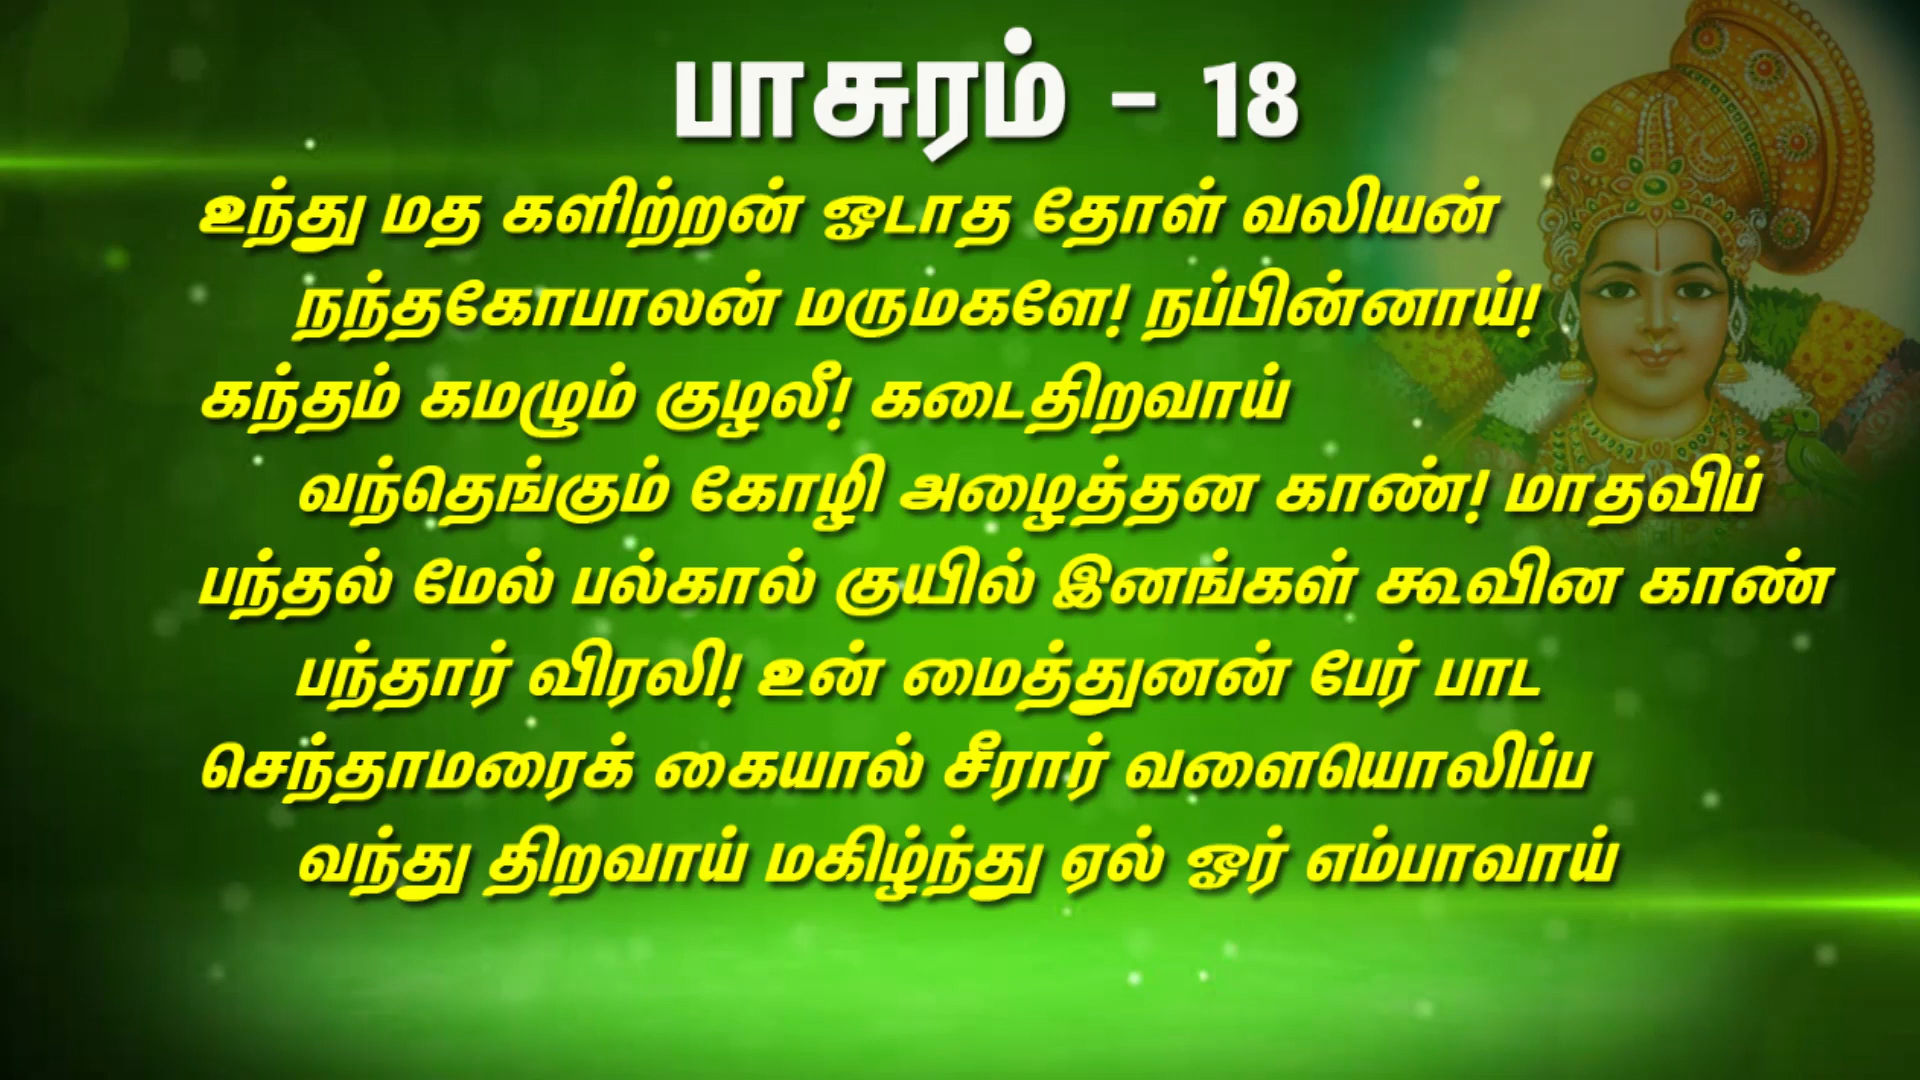 பாசுரம் - 18
உந்து மத களிற்றன் ஓடாத தோள் வலியன்
நந்தகோபாலன் மருமகளே! நப்பின்னாய்!
கந்தம் கமழும் குழலீ! கடைதிறவாய்
வந்தெங்கும் கோழி அழைத்தன காண்! மாதவிப்
பந்தல் மேல் பல்கால் குயில் இனங்கள் கூவின காண்
பந்தார் விரலி! உன் மைத்துனன் பேர் பாட
செந்தாமரைக் கையால் சீரார் வளையொலிப்ப
வந்து திறவாய் மகிழ்ந்து ஏல் ஓர் எம்பாவாய்